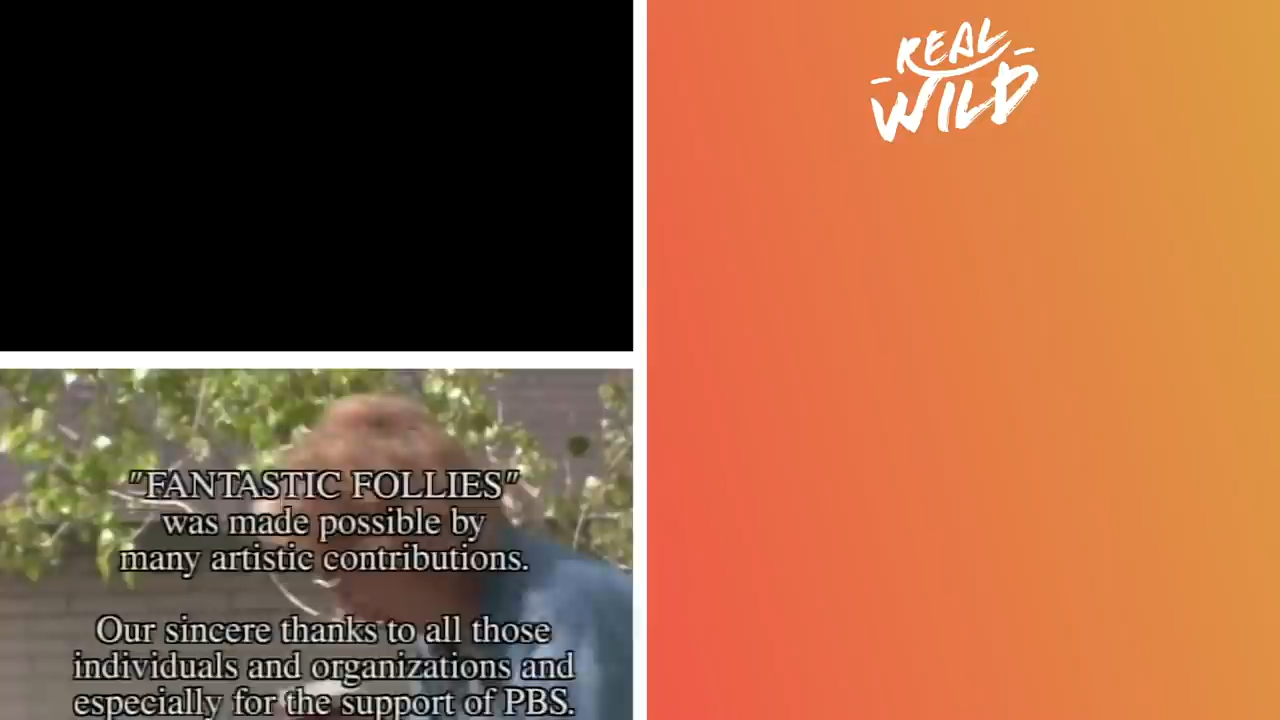 REAL
WILD
"FANTASTIC FOLLIES"
was made possible by
many artistic contributions.
Our sincere thanks to all those
individuals and organizations and
especially for the support of PBS.